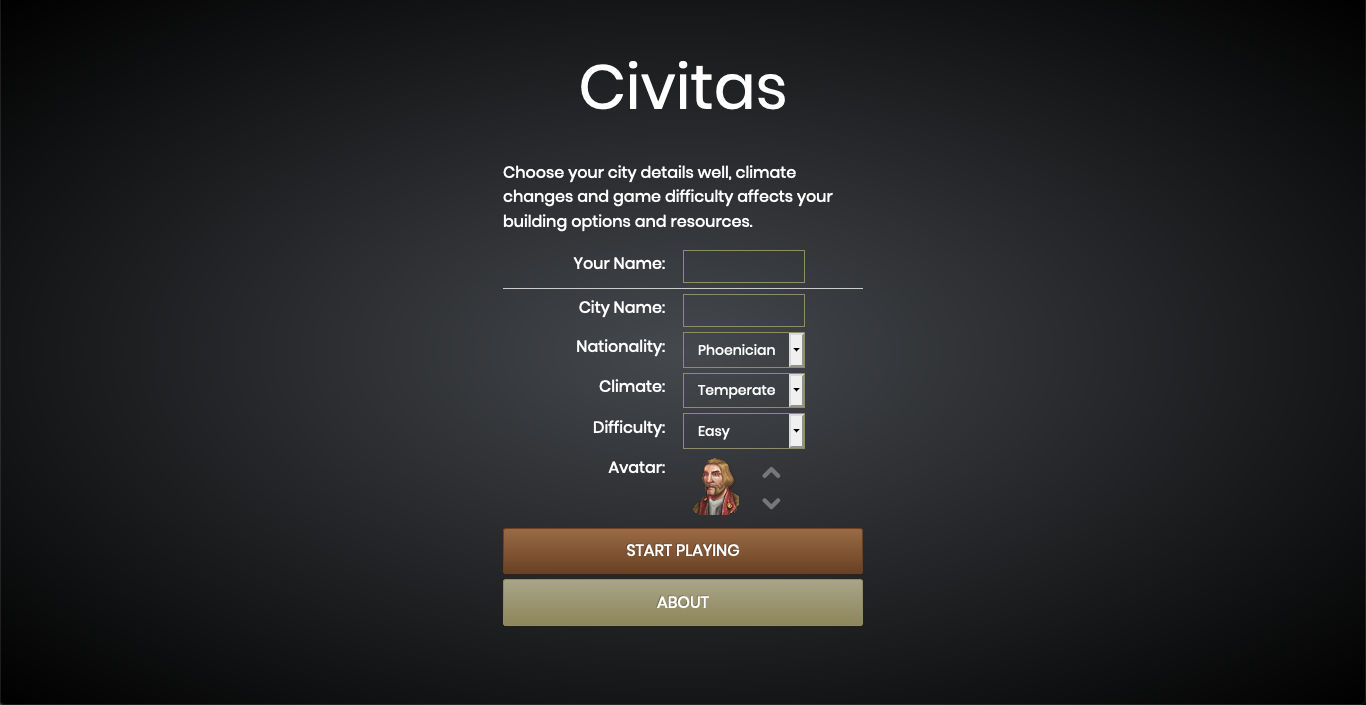 Civitas
Choose your city details well, climate
changes and game difficulty affects your
building options and resources.
Your Name:
City Name:
Nationality: Phoenician
Climate: Temperate
Difficulty: Easy
Avatar:
START PLAYING
ABOUT